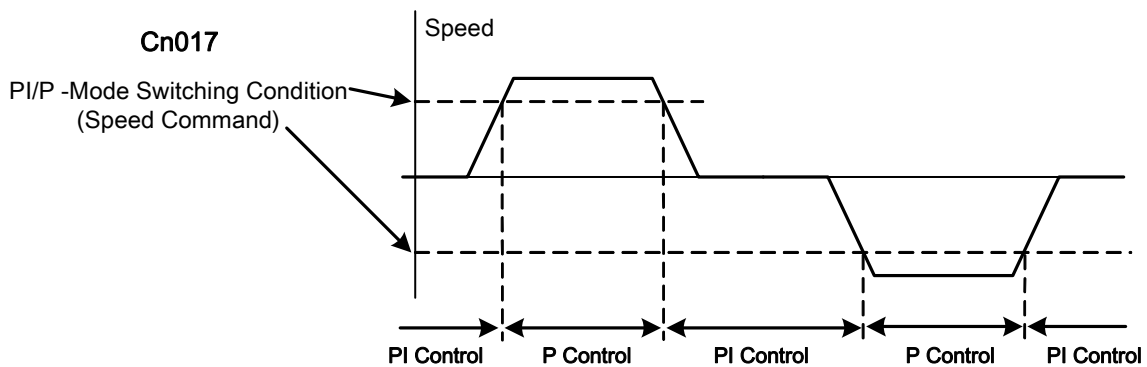 Speed
Cn017
PI/P -Mode Switching Condition
(Speed Command)
PI Control
P Control
PI Control
P Control
PI Control